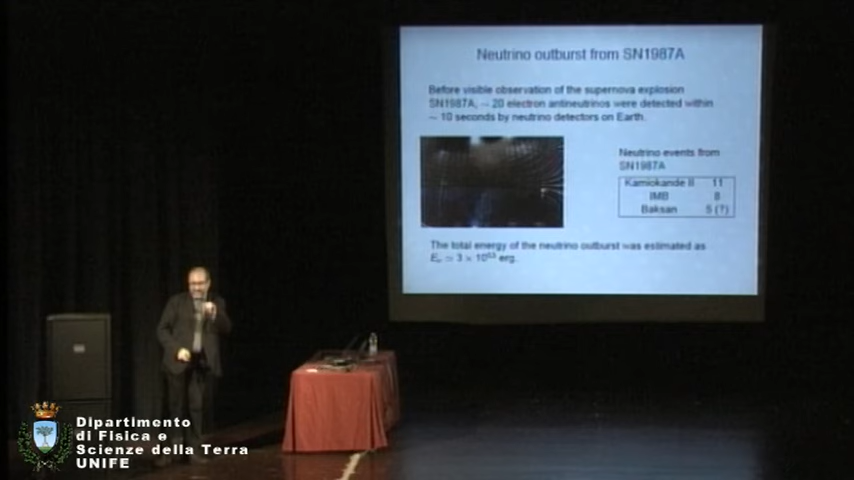 Neutrino outburst from SN1987A
Before visible observation of the supernova explosion
SN1987A, ~ 20 electron antineutrinos were detected within
~ 10 seconds by neutrino detectors on Earth.
Neutrino events from
SN1987A
Kamiokande II 11
IMB 8
Baksan 5 (?)
The total energy of the neutrino outburst was estimated as
Eν ≃ 3 × 10⁵³ erg.
Dipartimento
di Fisica e
Scienze della Terra
UNIFE